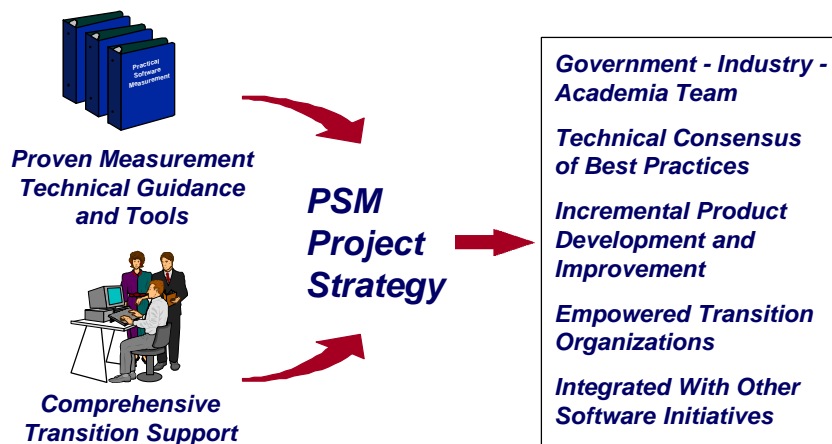 Practical
Software
Measurement
Proven Measurement
Technical Guidance
and Tools
Comprehensive
Transition Support
PSM
Project
Strategy
Government - Industry -
Academia Team
Technical Consensus
of Best Practices
Incremental Product
Development and
Improvement
Empowered Transition
Organizations
Integrated With Other
Software Initiatives